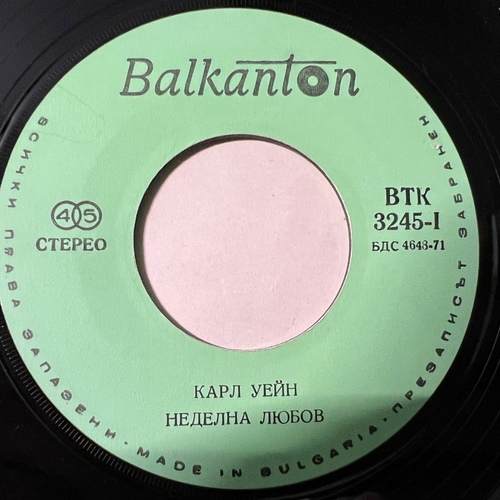 Balkanton
45
СТЕРЕО
ВТК
3245-I
БДС 4643-71
КАРЛ УЕЙН
НЕДЕЛНА ЛЮБОВ
ВСИЧКИ ПРАВА ЗАПАЗЕНИ · MADE IN BULGARIA · ПРЕЗАПИСЪТ ЗАБРАНЕН